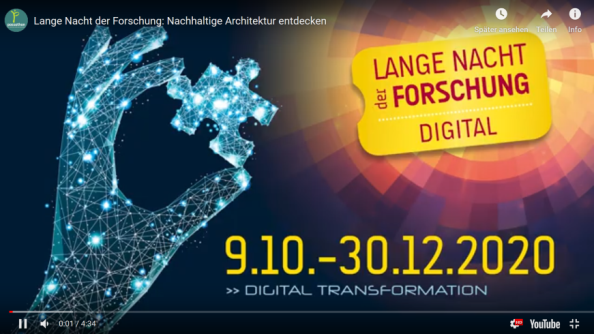 Lange Nacht der Forschung: Nachhaltige Architektur entdecken
Später ansehen
Teilen
Info
LANGE NACHT
der FORSCHUNG
DIGITAL
9.10.-30.12.2020
>> DIGITAL TRANSFORMATION
0:01 / 4:34
YouTube